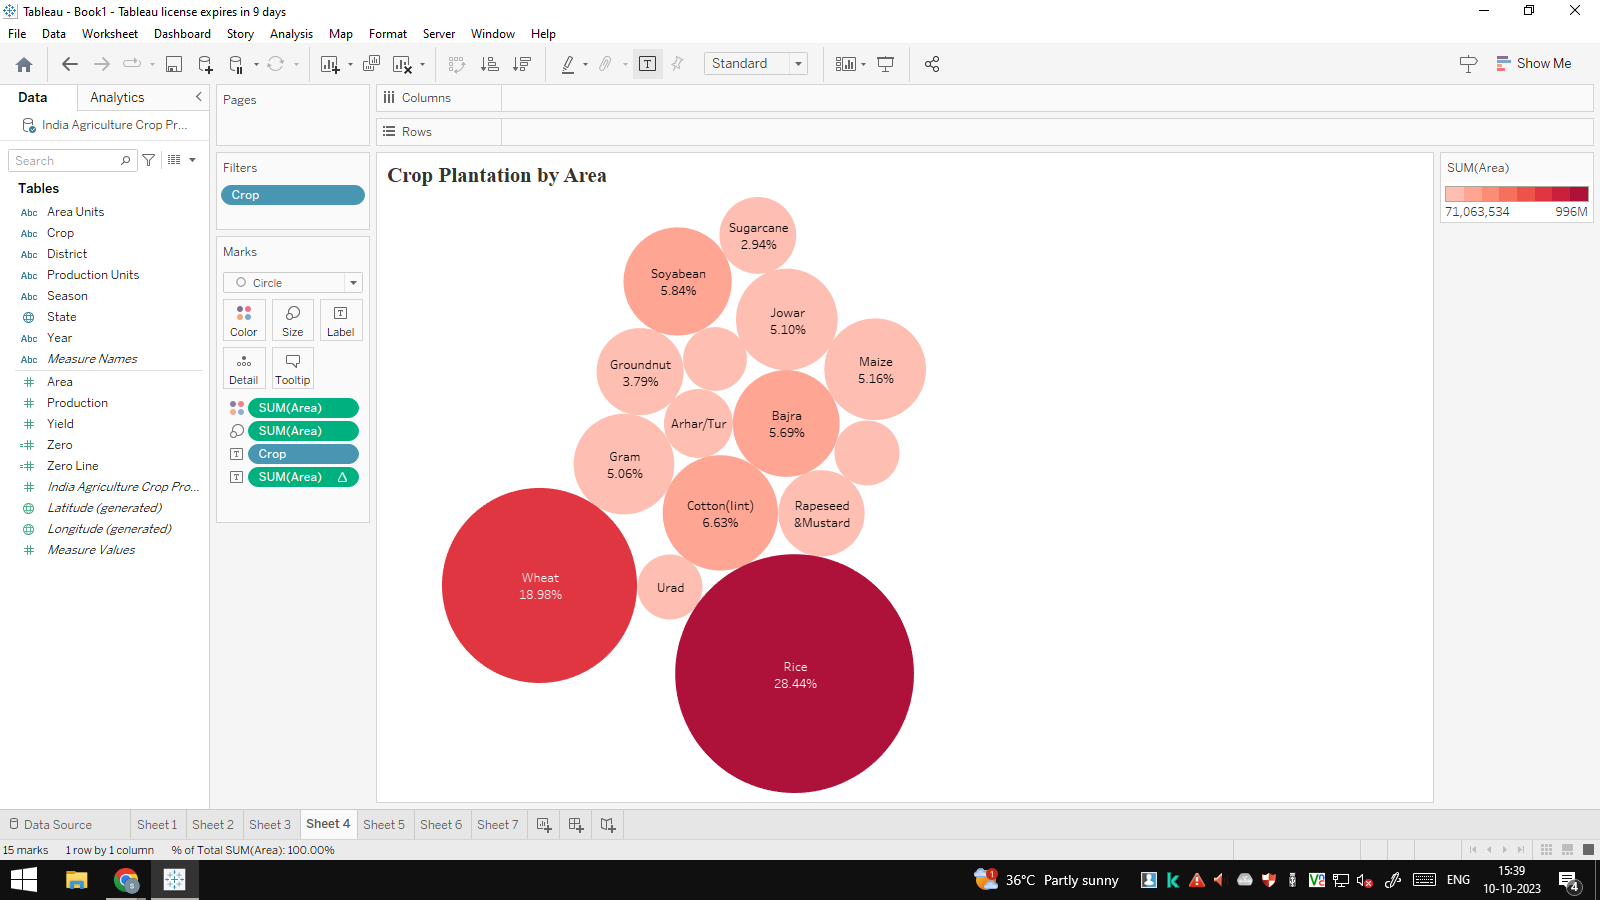 Tableau - Book1 - Tableau license expires in 9 days
File Data Worksheet Dashboard Story Analysis Map Format Server Window Help
Standard
Show Me
Data Analytics
India Agriculture Crop Pr...
Search
Tables
Abc Area Units
Abc Crop
Abc District
Abc Production Units
Abc Season
State
Abc Year
Abc Measure Names
Area
Production
Yield
Zero
Zero Line
India Agriculture Crop Pro...
Latitude (generated)
Longitude (generated)
Measure Values
Pages
Filters
Crop
Marks
Circle
Color Size Label
Detail Tooltip
SUM(Area)
SUM(Area)
Crop
SUM(Area)
Columns
Rows
Crop Plantation by Area
Sugarcane
2.94%
Soyabean
5.84%
Jowar
5.10%
Groundnut
3.79%
Maize
5.16%
Arhar/Tur
Bajra
5.69%
Gram
5.06%
Cotton(lint)
6.63%
Rapeseed
&Mustard
Wheat
18.98%
Urad
Rice
28.44%
SUM(Area)
71,063,534 996M
Data Source Sheet 1 Sheet 2 Sheet 3 Sheet 4 Sheet 5 Sheet 6 Sheet 7
15 marks 1 row by 1 column % of Total SUM(Area): 100.00%
36°C Partly sunny
ENG
15:39
10-10-2023
4